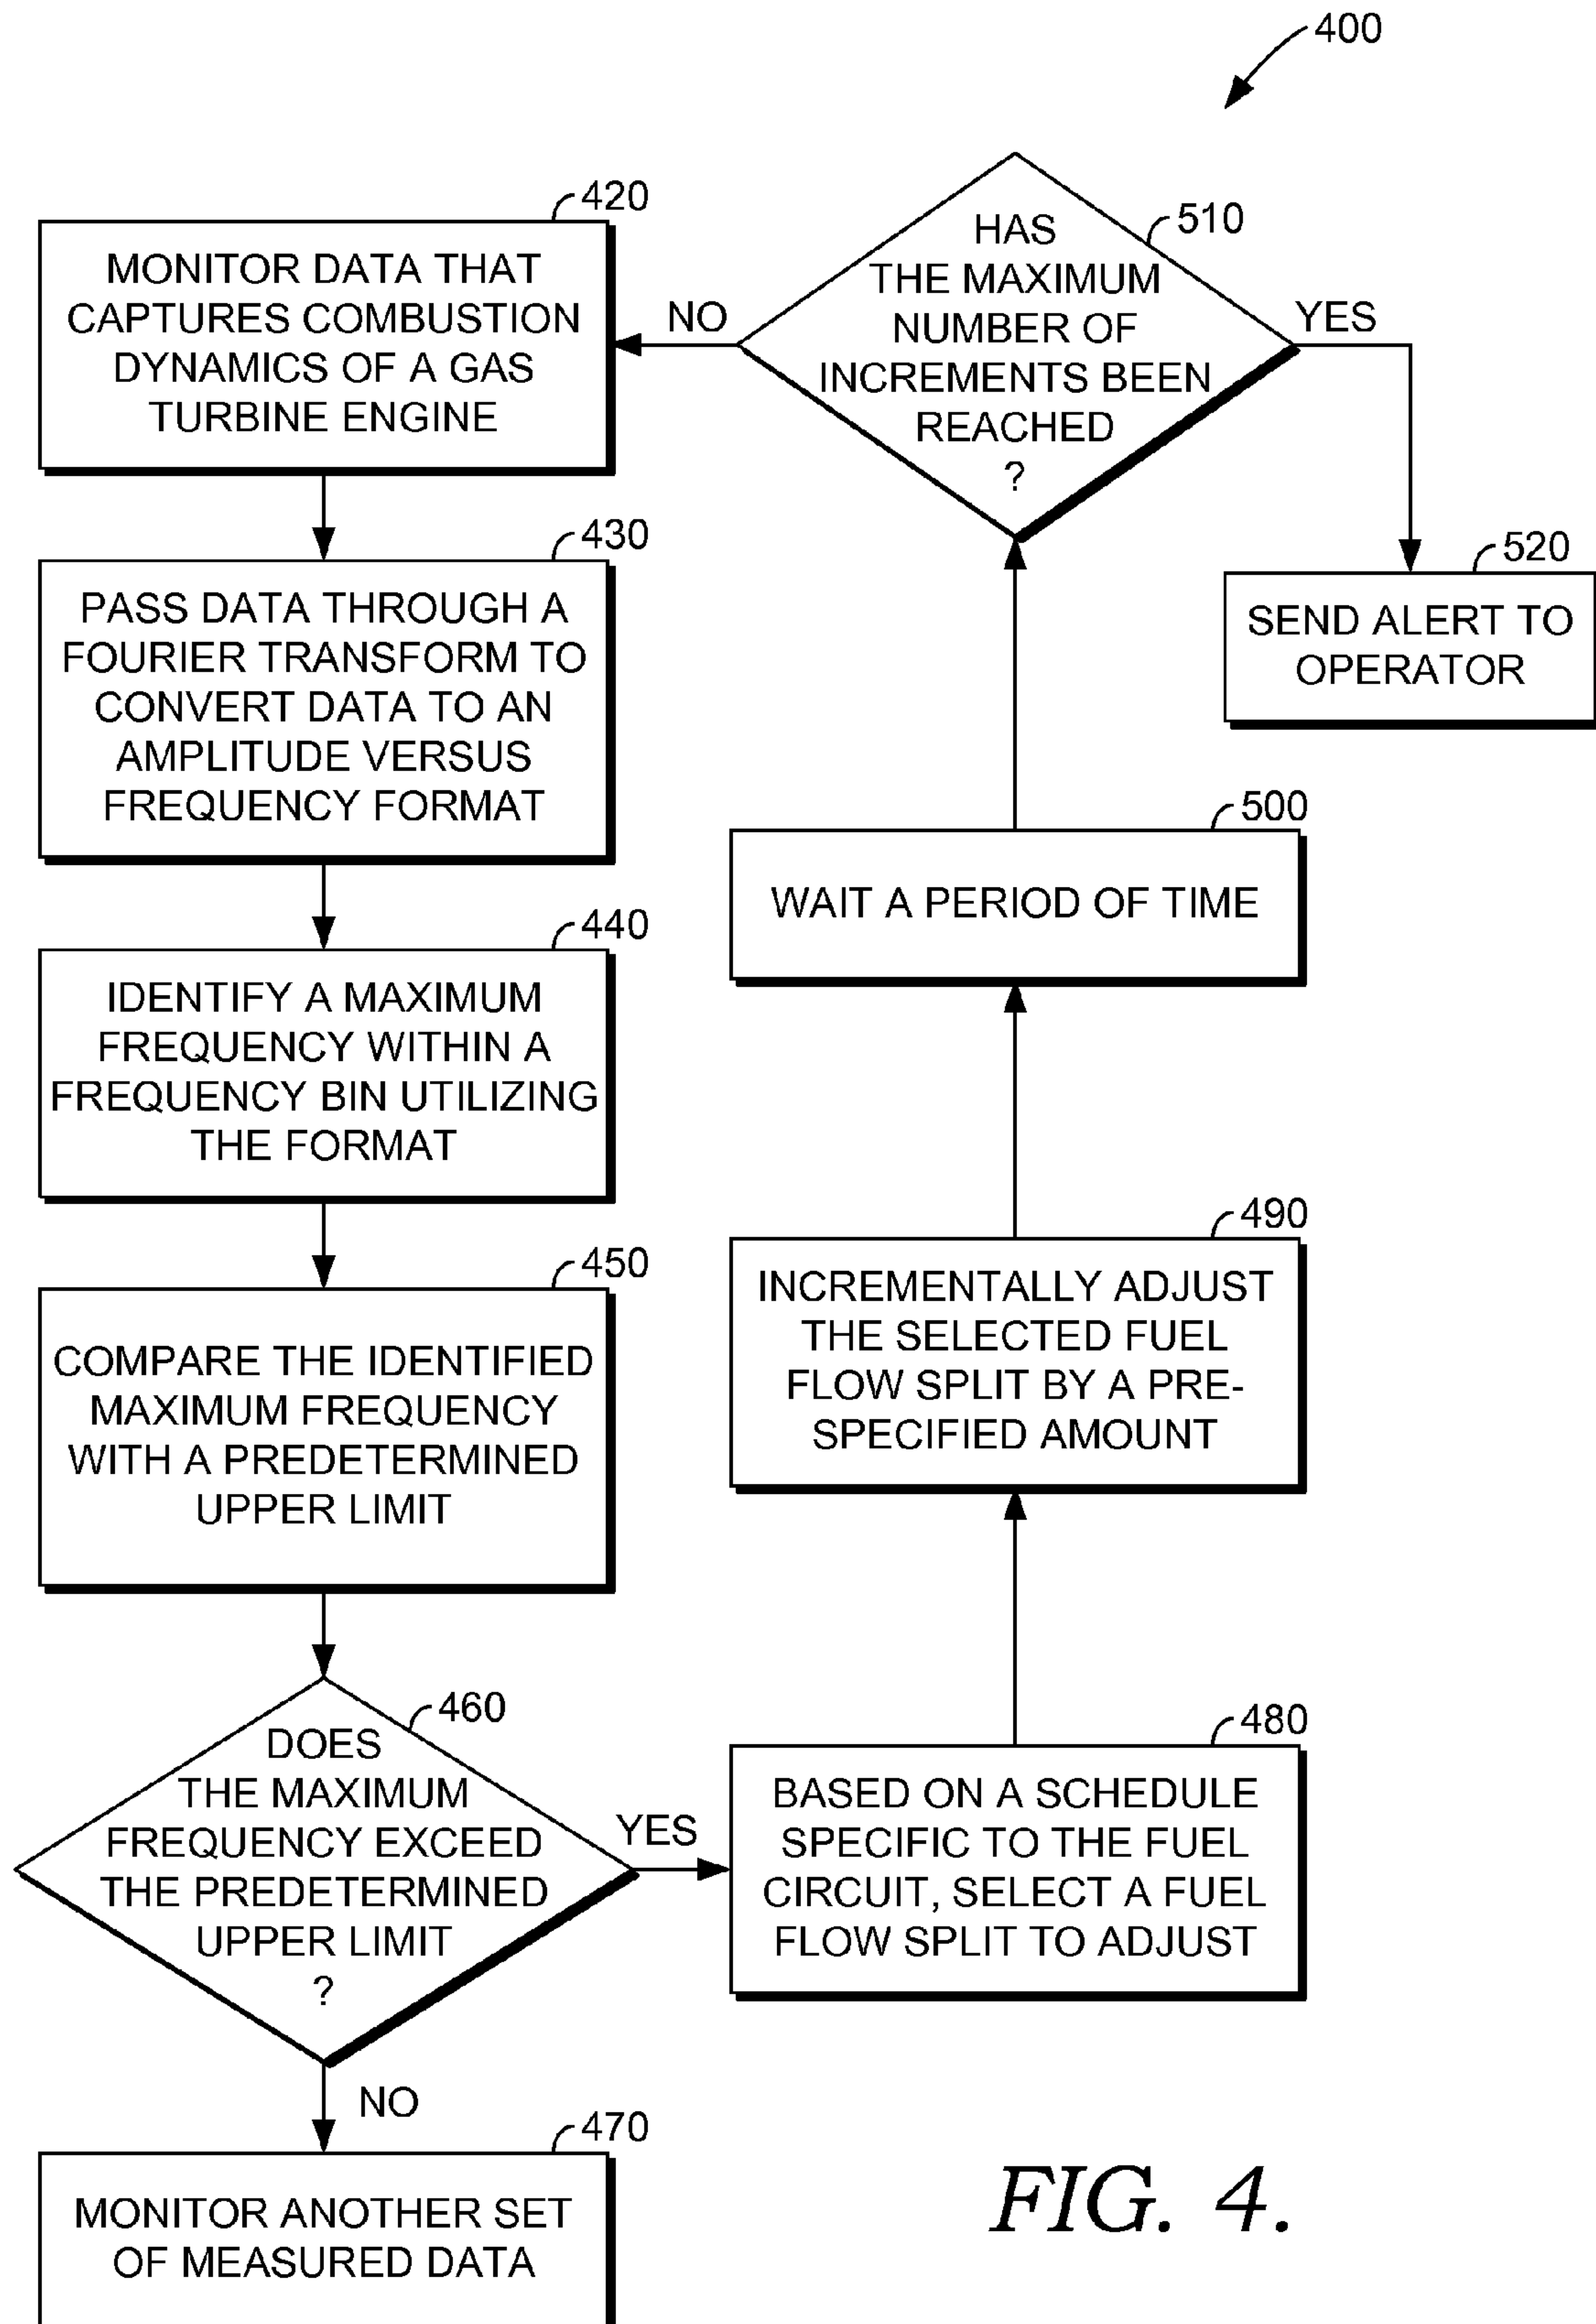 400
420
MONITOR DATA THAT
CAPTURES COMBUSTION
DYNAMICS OF A GAS
TURBINE ENGINE
430
PASS DATA THROUGH A
FOURIER TRANSFORM TO
CONVERT DATA TO AN
AMPLITUDE VERSUS
FREQUENCY FORMAT
440
IDENTIFY A MAXIMUM
FREQUENCY WITHIN A
FREQUENCY BIN UTILIZING
THE FORMAT
450
COMPARE THE IDENTIFIED
MAXIMUM FREQUENCY
WITH A PREDETERMINED
UPPER LIMIT
460
DOES
THE MAXIMUM
FREQUENCY EXCEED
THE PREDETERMINED
UPPER LIMIT
?
NO
470
MONITOR ANOTHER SET
OF MEASURED DATA
YES
480
BASED ON A SCHEDULE
SPECIFIC TO THE FUEL
CIRCUIT, SELECT A FUEL
FLOW SPLIT TO ADJUST
490
INCREMENTALLY ADJUST
THE SELECTED FUEL
FLOW SPLIT BY A PRE-
SPECIFIED AMOUNT
500
WAIT A PERIOD OF TIME
510
HAS
THE MAXIMUM
NUMBER OF
INCREMENTS BEEN
REACHED
?
NO
YES
520
SEND ALERT TO
OPERATOR
FIG. 4.